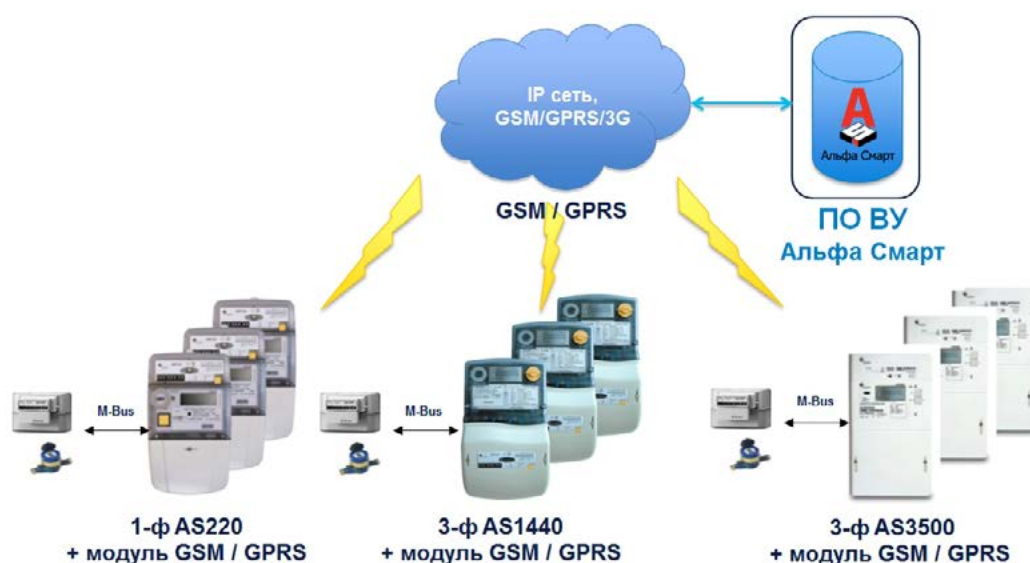 IP сеть,
GSM/GPRS/3G
GSM / GPRS
A
Альфа Смарт
ПО ВУ
Альфа Смарт
M-Bus
M-Bus
M-Bus
1-ф AS220
+ модуль GSM / GPRS
3-ф AS1440
+ модуль GSM / GPRS
3-ф AS3500
+ модуль GSM / GPRS